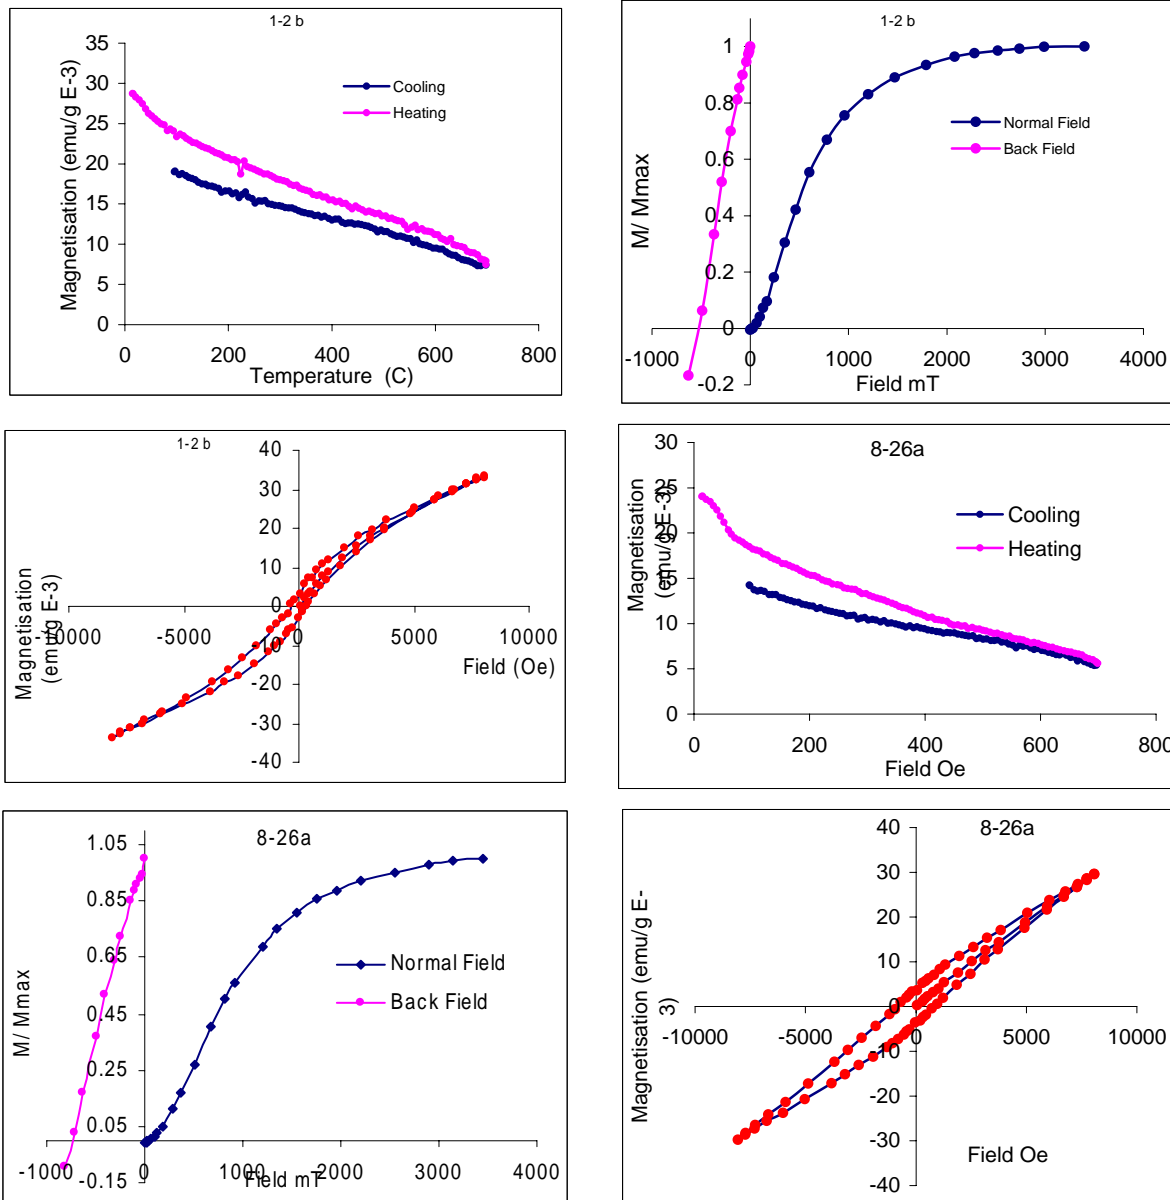 1-2 b
35
30
25
20
15
10
5
0
Magnetisation (emu/g E-3)
Cooling
Heating
0 200 400 600 800
Temperature (C)
1-2 b
1
0.8
0.6
0.4
0.2
0
-0.2
M/ Mmax
Normal Field
Back Field
-1000 0 1000 2000 3000 4000
Field mT
1-2 b
40
30
20
10
0
-10
-20
-30
-40
Magnetisation
(emu/g E-3)
-10000 -5000 0 5000 10000
Field (Oe)
8-26a
30
25
20
15
10
5
0
Magnetisation
(emu/g E-3)
Cooling
Heating
0 200 400 600 800
Field Oe
8-26a
1.05
0.85
0.65
0.45
0.25
0.05
-0.15
M/ Mmax
Normal Field
Back Field
-1000 0 1000 2000 3000 4000
Field mT
8-26a
40
30
20
10
0
-10
-20
-30
-40
Magnetisation (emu/g E-
3)
-10000 -5000 0 5000 10000
Field Oe